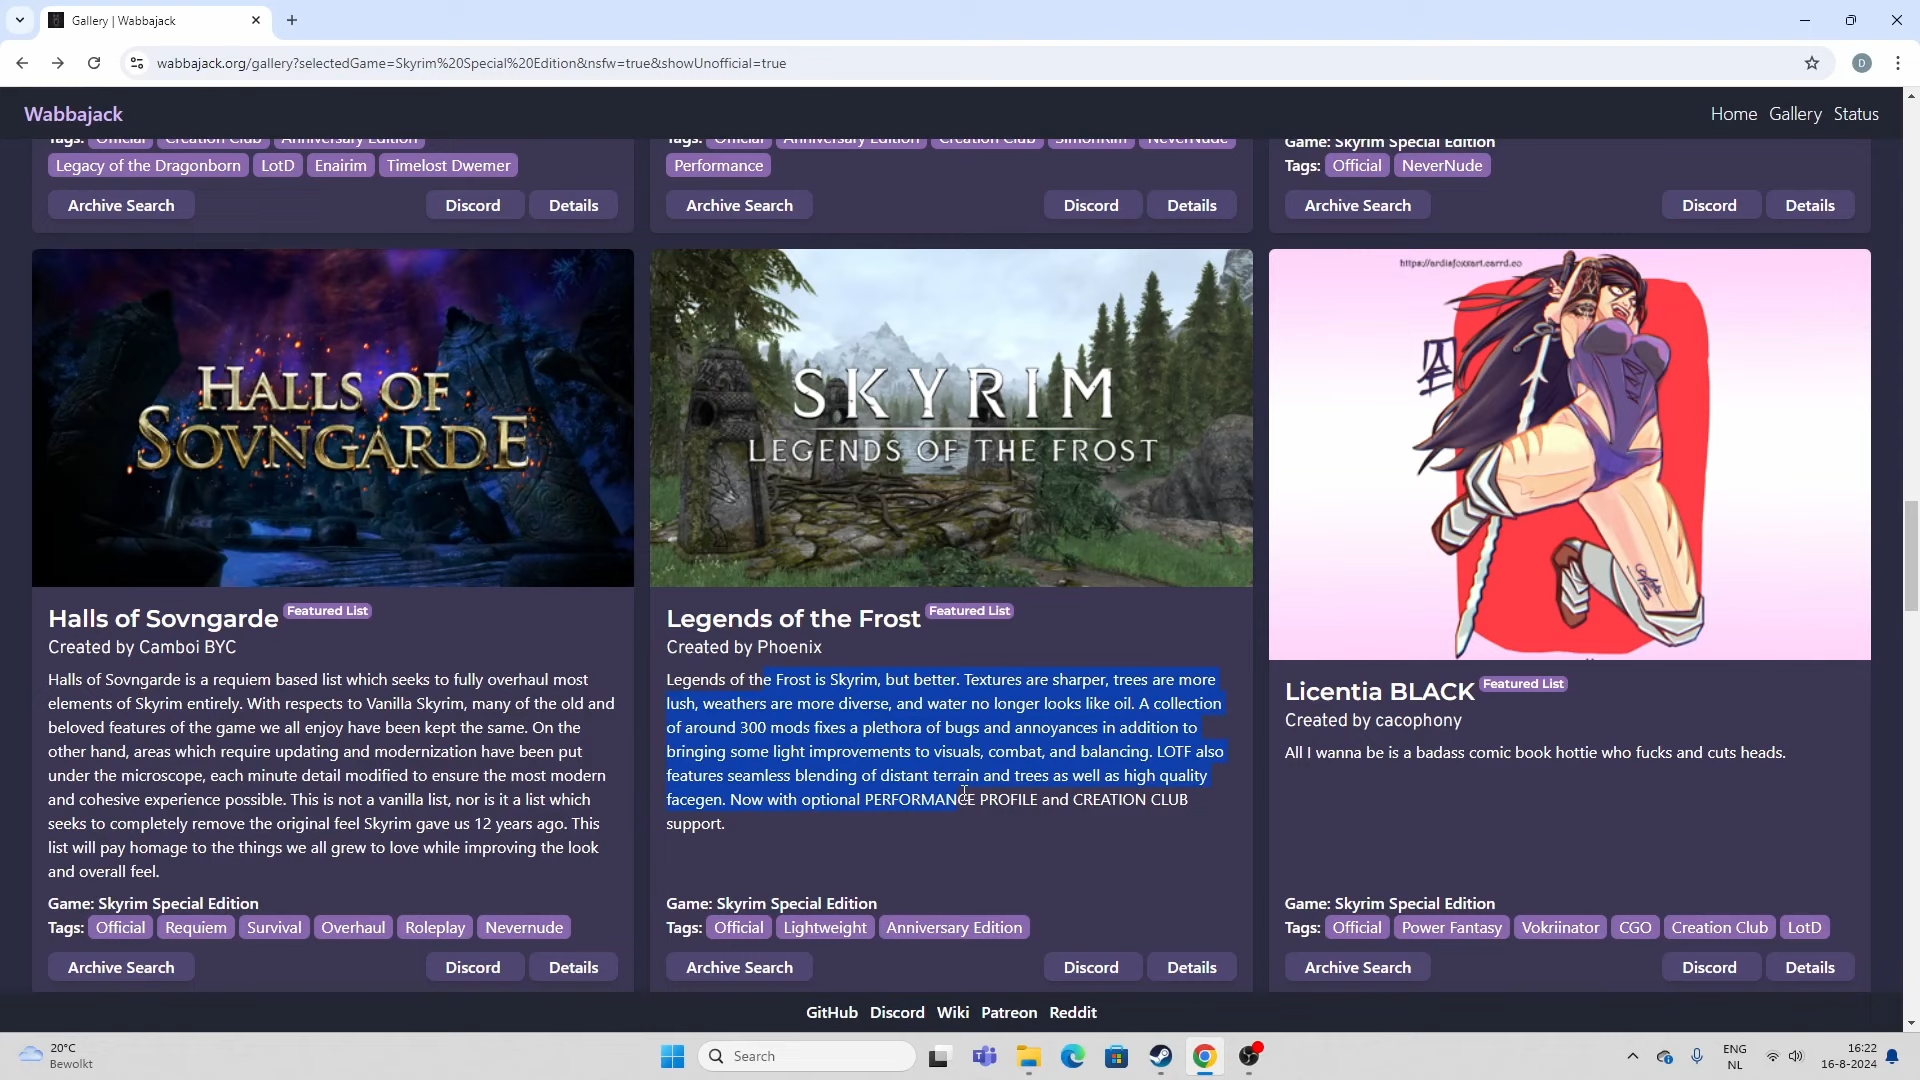 Gallery | Wabbajack
wabbajack.org/gallery?selectedGame=Skyrim%20Special%20Edition&nsfw=true&showUnofficial=true
D
Wabbajack
Home Gallery Status
Tags: Official Creation Club Anniversary Edition
Legacy of the Dragonborn LotD Enairim Timelost Dwemer
Archive Search Discord Details
Tags: Official Anniversary Edition Creation Club SimonRim NeverNude
Performance
Archive Search Discord Details
Game: Skyrim Special Edition
Tags: Official NeverNude
Archive Search Discord Details
HALLS OF
SOVNGARDE
Halls of Sovngarde Featured List
Created by Camboi BYC
Halls of Sovngarde is a requiem based list which seeks to fully overhaul most
elements of Skyrim entirely. With respects to Vanilla Skyrim, many of the old and
beloved features of the game we all enjoy have been kept the same. On the
other hand, areas which require updating and modernization have been put
under the microscope, each minute detail modified to ensure the most modern
and cohesive experience possible. This is not a vanilla list, nor is it a list which
seeks to completely remove the original feel Skyrim gave us 12 years ago. This
list will pay homage to the things we all grew to love while improving the look
and overall feel.
Game: Skyrim Special Edition
Tags: Official Requiem Survival Overhaul Roleplay Nevernude
Archive Search Discord Details
SKYRIM
LEGENDS OF THE FROST
Legends of the Frost Featured List
Created by Phoenix
Legends of the Frost is Skyrim, but better. Textures are sharper, trees are more
lush, weathers are more diverse, and water no longer looks like oil. A collection
of around 300 mods fixes a plethora of bugs and annoyances in addition to
bringing some light improvements to visuals, combat, and balancing. LOTF also
features seamless blending of distant terrain and trees as well as high quality
facegen. Now with optional PERFORMANCE PROFILE and CREATION CLUB
support.
Game: Skyrim Special Edition
Tags: Official Lightweight Anniversary Edition
Archive Search Discord Details
https://ardiafoxxart.carrd.co
Licentia BLACK Featured List
Created by cacophony
All I wanna be is a badass comic book hottie who fucks and cuts heads.
Game: Skyrim Special Edition
Tags: Official Power Fantasy Vokriinator CGO Creation Club LotD
Archive Search Discord Details
GitHub Discord Wiki Patreon Reddit
20°C
Bewolkt
Search
ENG
NL
16:22
16-8-2024